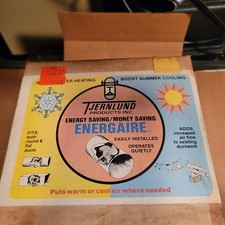 ER HEATING
BOOST SUMMER COOLING
TJERNLUND
PRODUCTS INC.
ENERGY SAVING/MONEY SAVING
ENERGAIRE
EASILY INSTALLED
OPERATES
QUIETLY
FITS:
both
round &
flat
ducts
ADDS:
increased
air flow
to existing
ductwork
Puts warm or cool air where needed